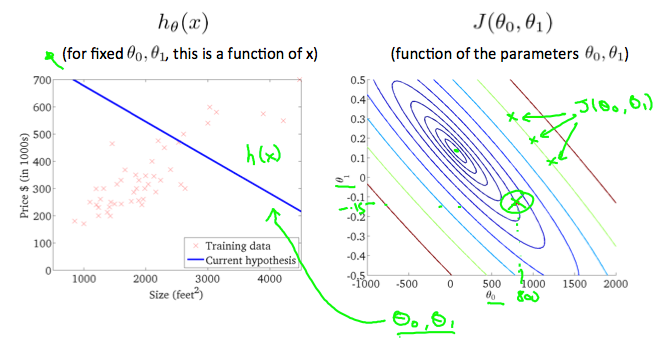 hθ(x)
(for fixed θ₀, θ₁, this is a function of x)
Price $ (in 1000s)
700
600
500
400
300
200
100
0
1000
2000
3000
4000
Size (feet²)
Training data
Current hypothesis
h(x)
θ₀, θ₁
J(θ₀, θ₁)
(function of the parameters θ₀, θ₁)
J(θ₀, θ₁)
θ₁
0.5
0.4
0.3
0.2
0.1
0
-0.1
-.15
-0.2
-0.3
-0.4
-0.5
-1000
-500
0
500
1000
1500
2000
800
θ₀